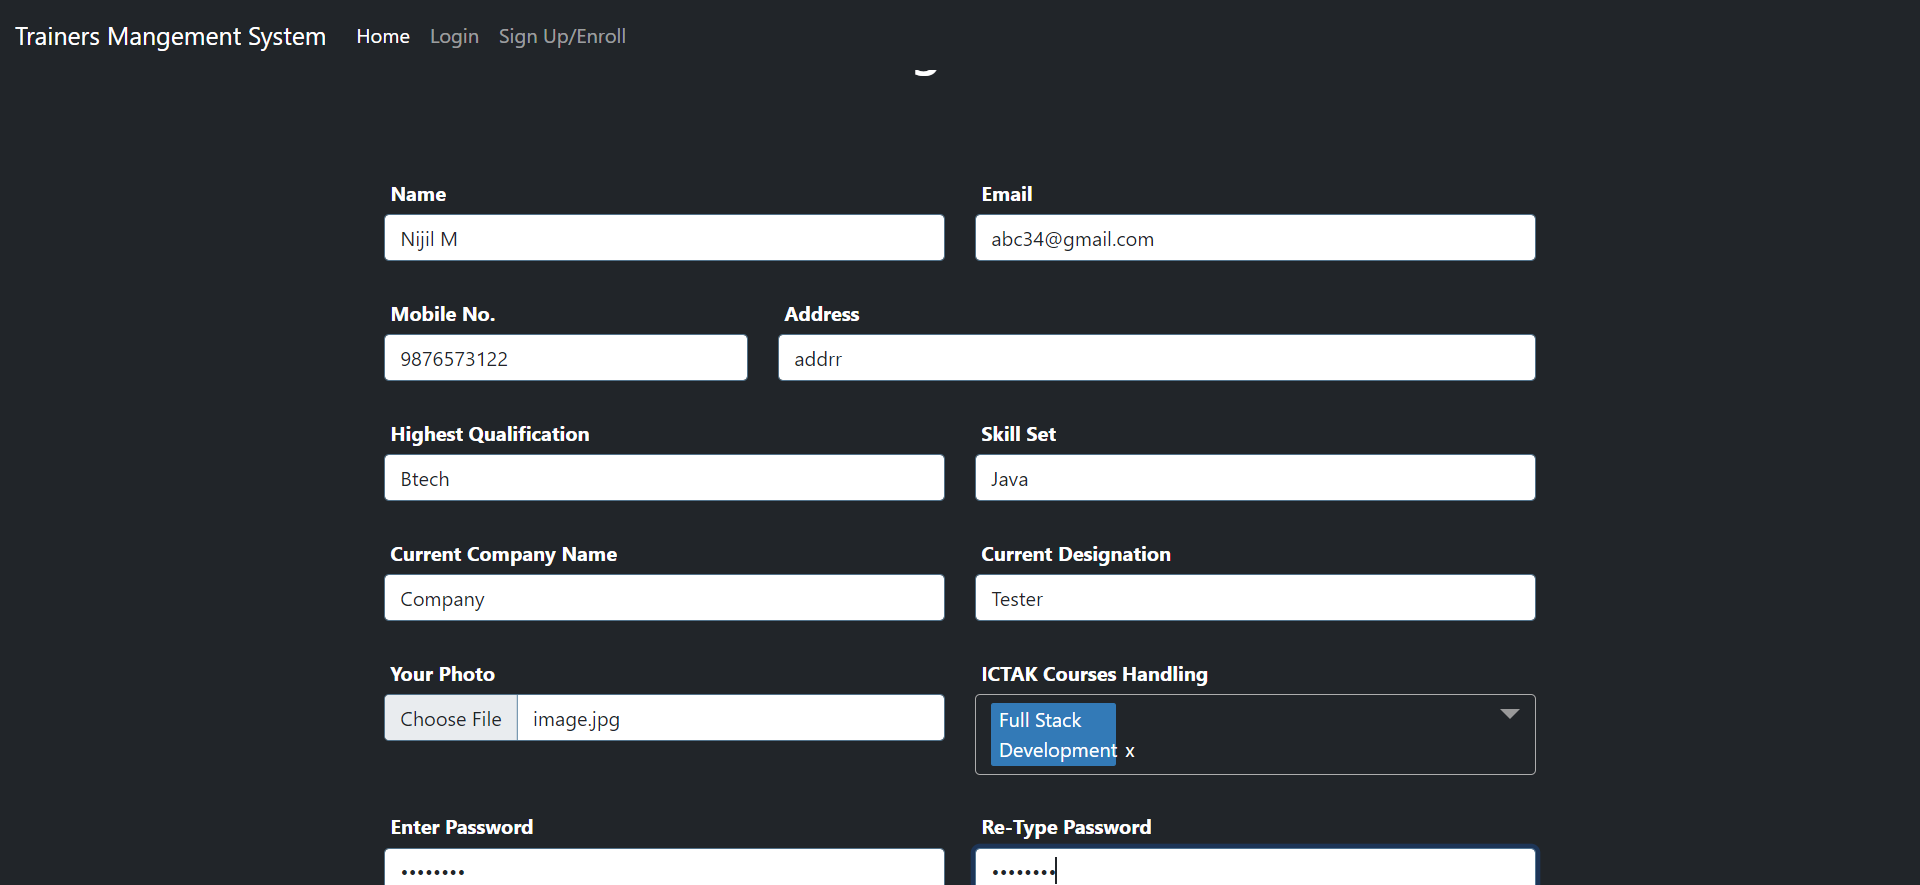 Trainers Mangement System Home Login Sign Up/Enroll
Name Email
Nijil M abc34@gmail.com
Mobile No. Address
9876573122 addrr
Highest Qualification Skill Set
Btech Java
Current Company Name Current Designation
Company Tester
Your Photo ICTAK Courses Handling
Choose File image.jpg Full Stack
Development x
Enter Password Re-Type Password
•••••••• ••••••••